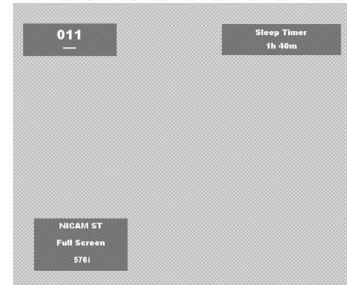 011
—
Sleep Timer
1h 40m
NICAM ST
Full Screen
576i